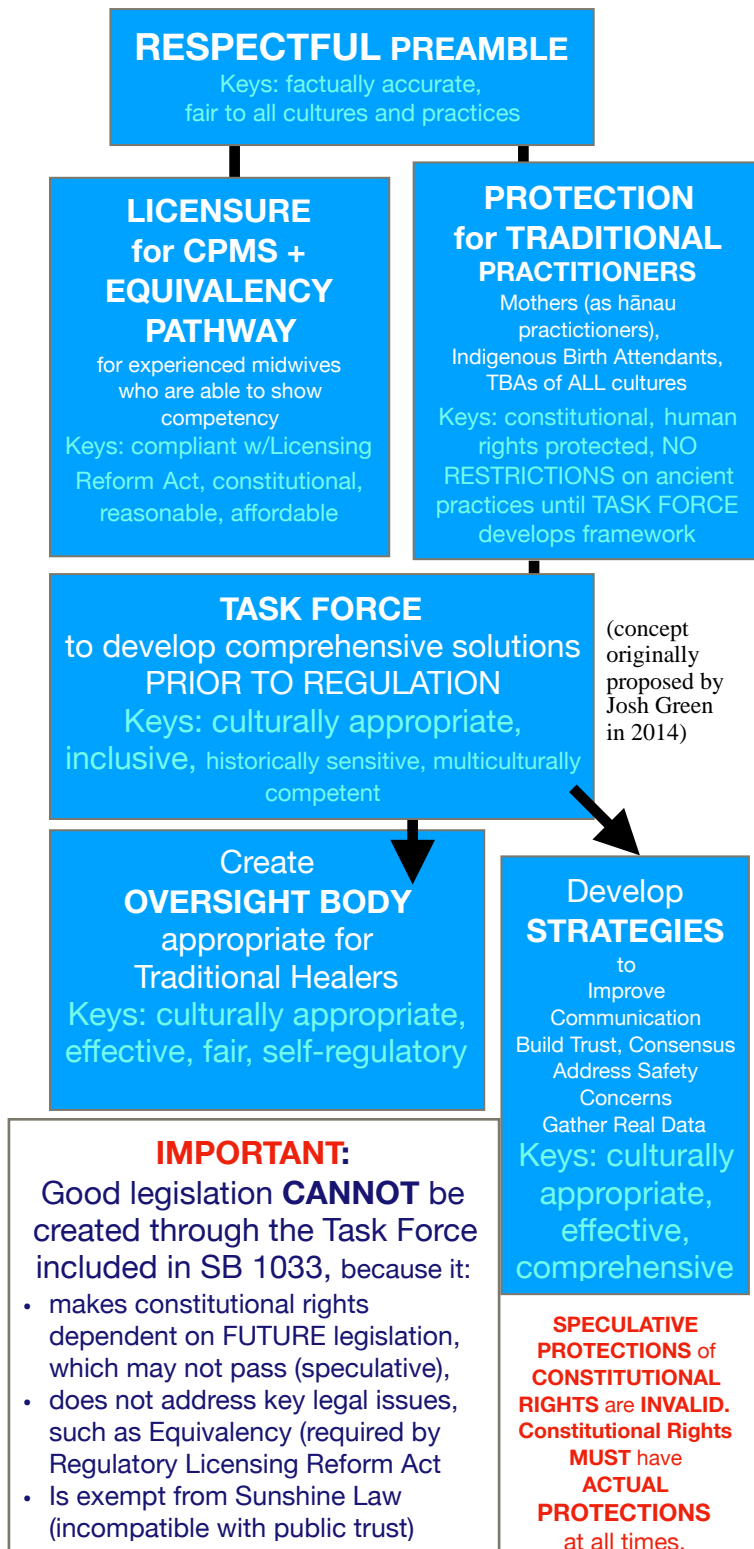 RESPECTFUL PREAMBLE
Keys: factually accurate,
fair to all cultures and practices
LICENSURE
for CPMS +
EQUIVALENCY
PATHWAY
for experienced midwives
who are able to show
competency
Keys: compliant w/Licensing
Reform Act, constitutional,
reasonable, affordable
PROTECTION
for TRADITIONAL
PRACTITIONERS
Mothers (as hānau
practictioners),
Indigenous Birth Attendants,
TBAs of ALL cultures
Keys: constitutional, human
rights protected, NO
RESTRICTIONS on ancient
practices until TASK FORCE
develops framework
TASK FORCE
to develop comprehensive solutions
PRIOR TO REGULATION
Keys: culturally appropriate,
inclusive, historically sensitive, multiculturally
competent
(concept
originally
proposed by
Josh Green
in 2014)
Create
OVERSIGHT BODY
appropriate for
Traditional Healers
Keys: culturally appropriate,
effective, fair, self-regulatory
Develop
STRATEGIES
to
Improve
Communication
Build Trust, Consensus
Address Safety
Concerns
Gather Real Data
Keys: culturally
appropriate,
effective,
comprehensive
IMPORTANT:
Good legislation CANNOT be
created through the Task Force
included in SB 1033, because it:
• makes constitutional rights
dependent on FUTURE legislation,
which may not pass (speculative),
• does not address key legal issues,
such as Equivalency (required by
Regulatory Licensing Reform Act
• Is exempt from Sunshine Law
(incompatible with public trust)
SPECULATIVE
PROTECTIONS of
CONSTITUTIONAL
RIGHTS are INVALID.
Constitutional Rights
MUST have
ACTUAL
PROTECTIONS
at all times.